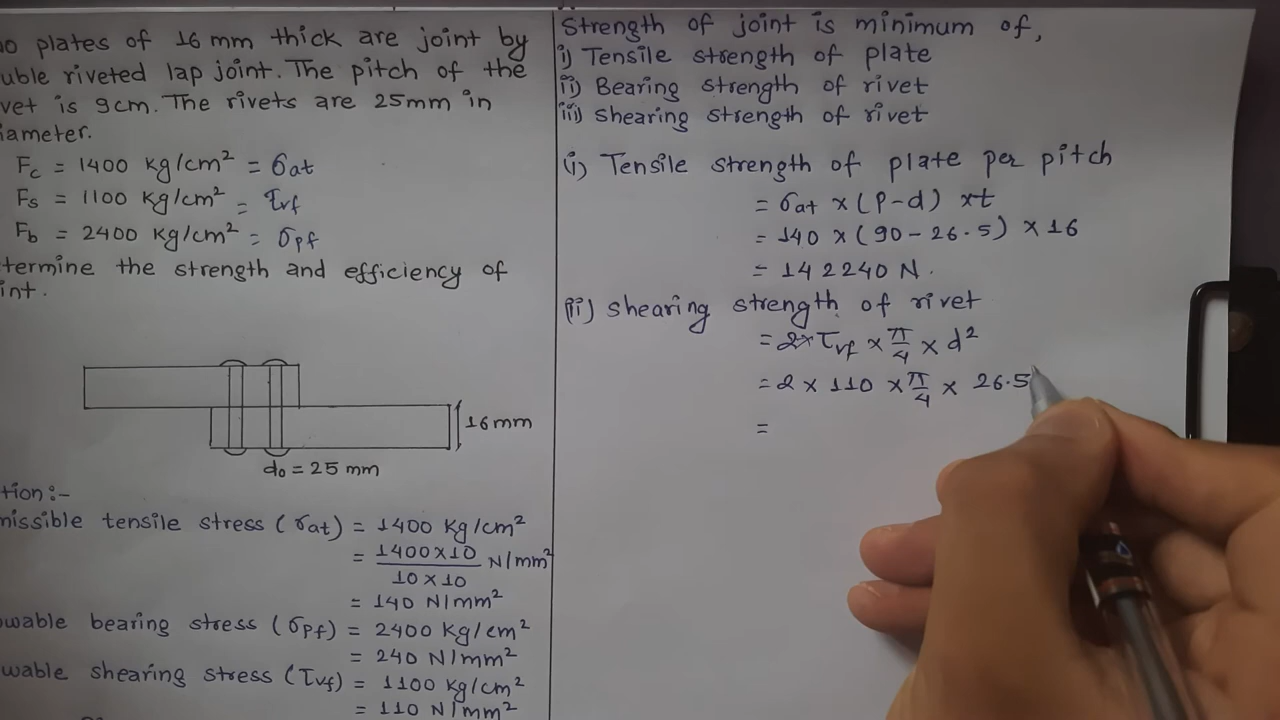 o plates of 16 mm thick are joint by
uble riveted lap joint. The pitch of the
vet is 9cm. The rivets are 25mm in
iameter.
Fc = 1400 kg/cm² = σat
Fs = 1100 kg/cm² = τvf
Fb = 2400 kg/cm² = σpf
termine the strength and efficiency of
int.
16mm
do = 25 mm
tion:-
missible tensile stress (σat) = 1400 kg/cm²
= 1400×10 / 10×10 N/mm²
= 140 N/mm²
wable bearing stress (σpf) = 2400 kg/cm²
= 240 N/mm²
wable shearing stress (τvf) = 1100 kg/cm²
= 110 N/mm²
Strength of joint is minimum of,
i) Tensile strength of plate
ii) Bearing strength of rivet
iii) shearing strength of rivet
(i) Tensile strength of plate per pitch
= σat × (P-d) × t
= 140 × (90 - 26.5) × 16
= 142240 N.
(ii) shearing strength of rivet
= 2× τvf × π/4 × d²
= 2 × 110 × π/4 × 26.5
=